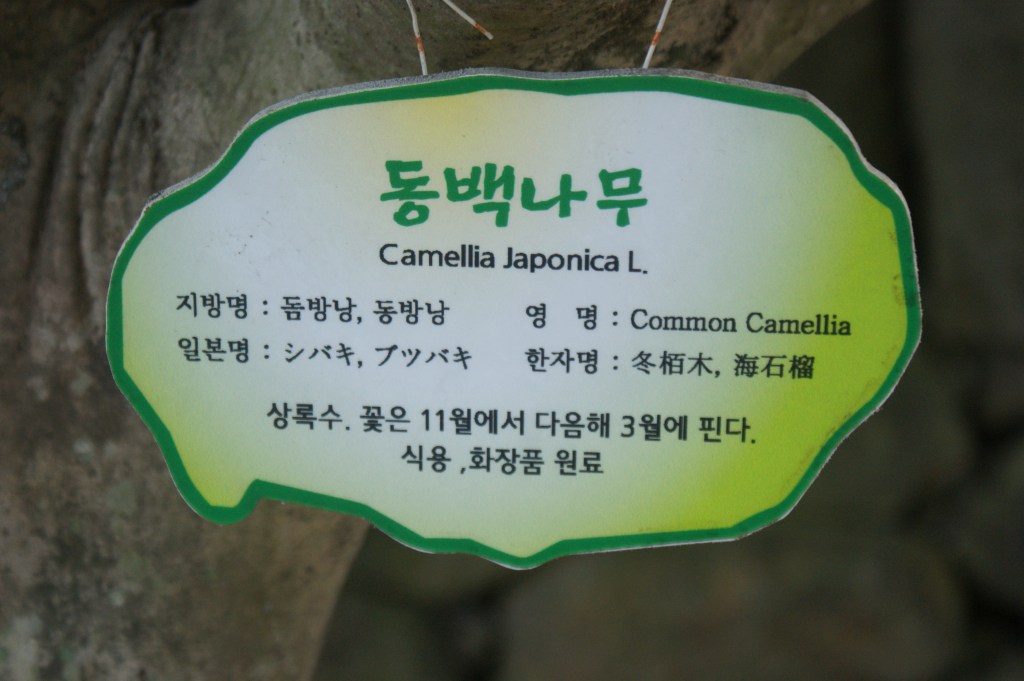 동백나무
Camellia Japonica L.
지방명 : 돔방낭, 동방낭 영 명 : Common Camellia
일본명 : シバキ, ブツバキ 한자명 : 冬栢木, 海石榴
상록수. 꽃은 11월에서 다음해 3월에 핀다.
식용 ,화장품 원료